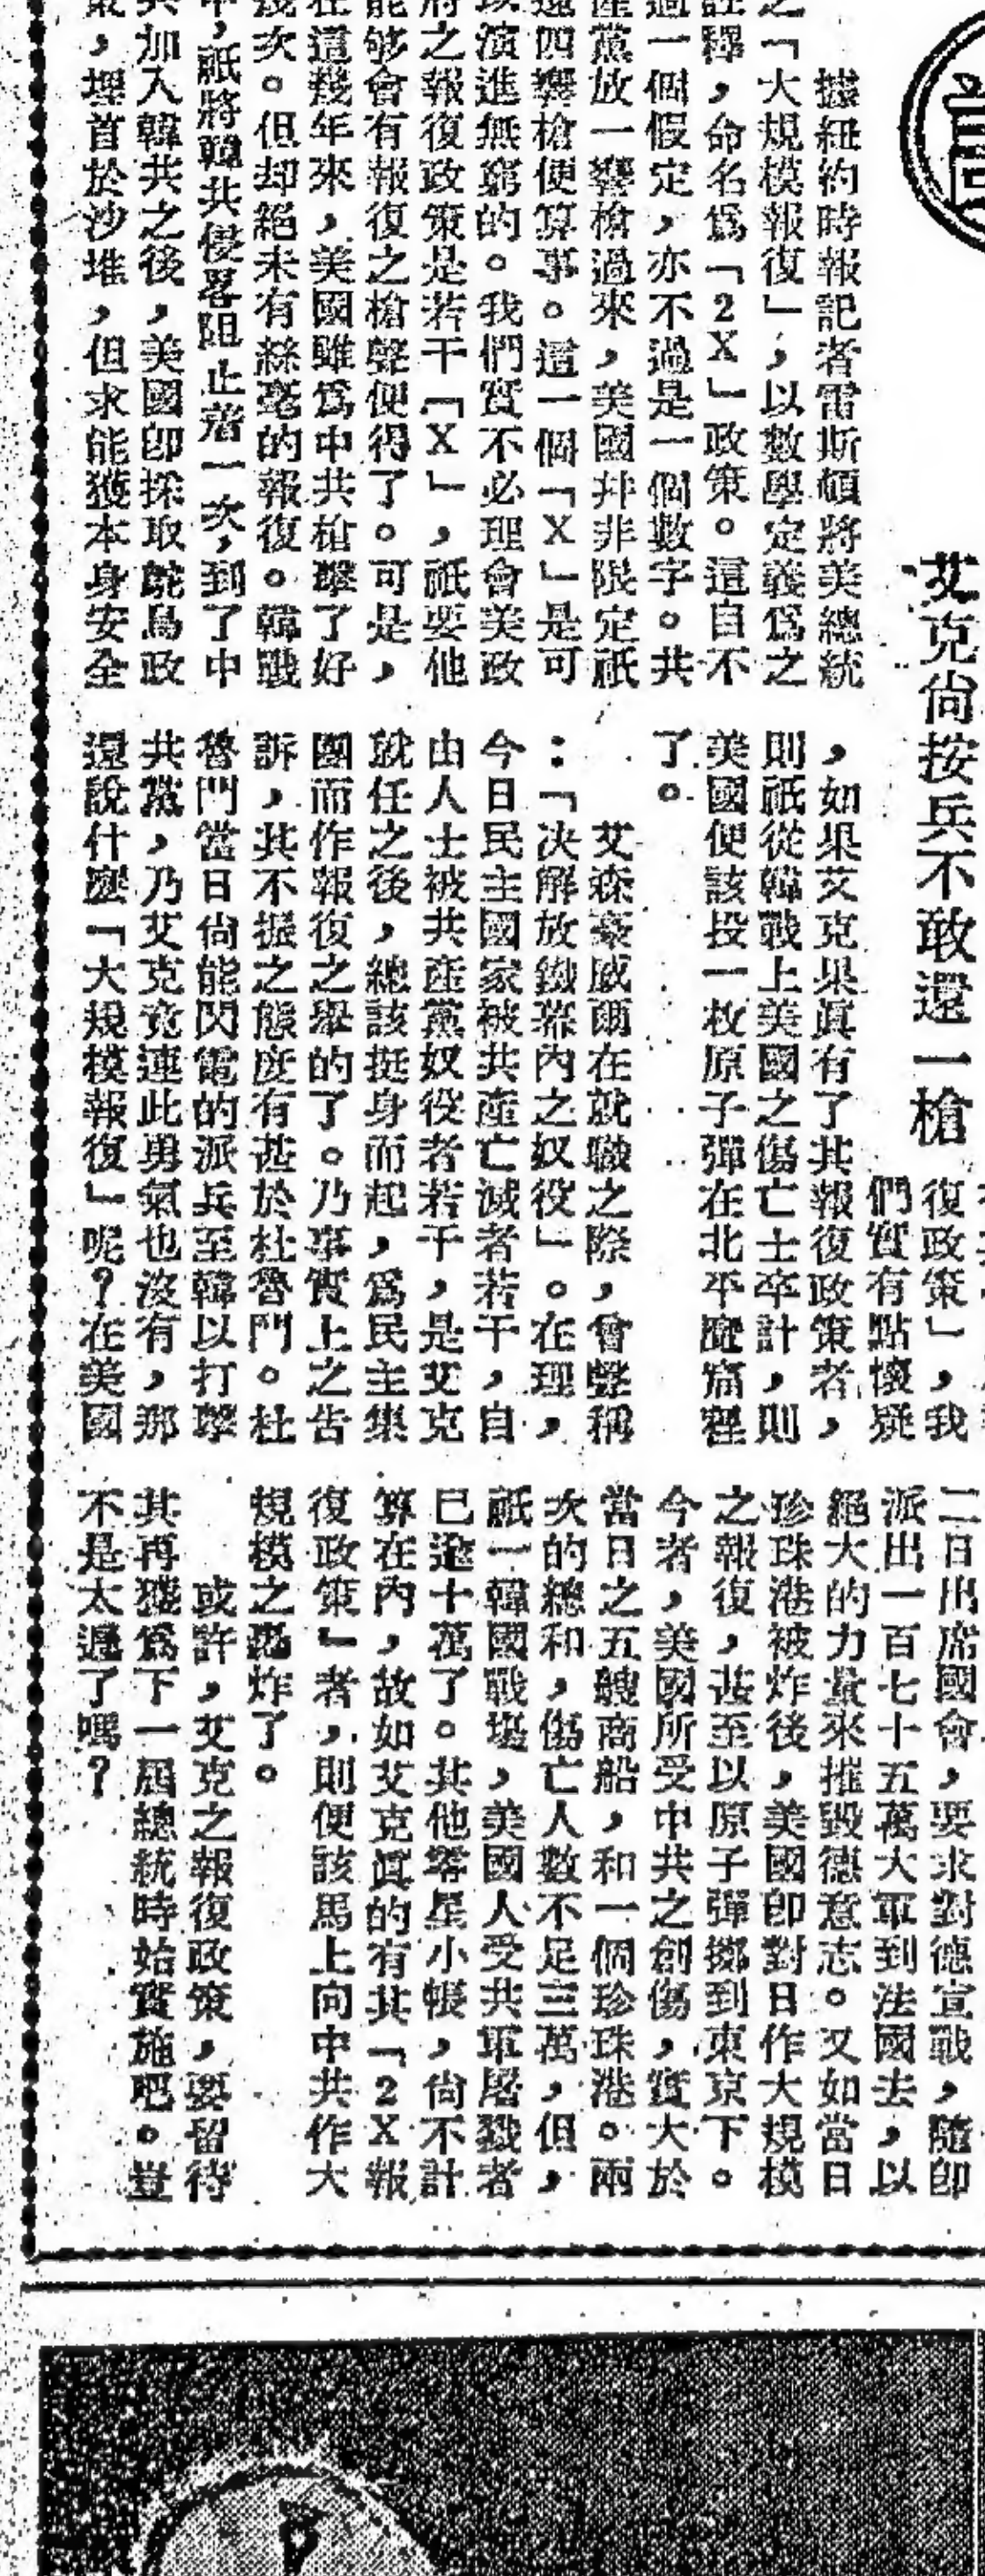 艾克尙按兵不敢還一槍
據紐約時報記者雷斯頓將美總統
之「大規模報復」，以數學定義爲之
註釋，命名爲「2X」政策。這自不
過一個假定，亦不過是一個數字。共
產黨放一響槍過來，美國幷非限定祇
還四響槍便算事。這一個「X」是可
以演進無窮的。我們實不必理會美政
府之報復政策是若干「X」，祇要他
能够會有報復之槍聲便得了。可是，
在這幾年來，美國雖爲中共槍擊了好
幾次。但却絕未有絲毫的報復。韓戰
中，祇將韓共侵畧阻止着一次，到了中
共加入韓共之後，美國卽採取鴕鳥政
策，埋首於沙堆，但求能獲本身安全
復政策」，我
們實有點懷疑
，如果艾克果眞有了其報復政策者，
則祇從韓戰上美國之傷亡士卒計，則
美國便該投一枚原子彈在北平瘡痛裡
了。
艾森豪威爾在就職之際，曾聲稱
：「决解放鐵幕內之奴役」。在理，
今日民主國家被共產亡滅者若干，自
由人士被共產黨奴役者若干，是艾克
就任之後，總該挺身而起，爲民主集
團而作報復之舉的了。乃事實上之告
訴，其不振之態度有甚於杜魯門。杜
魯門當日尙能閃電的派兵至韓以打擊
共黨，乃艾克竟連此勇氣也沒有，那
還說什麼「大規模報復」呢？在美國
二日出席國會，要求對德宣戰，隨卽
派出一百七十五萬大軍到法國去，以
絕大的力量來摧毀德意志。又如當日
珍珠港被炸後，美國卽對日作大規模
之報復，甚至以原子彈擲到東京下。
今者，美國所受中共之創傷，實大於
當日之五艘商船，和一個珍珠港。兩
次的總和，傷亡人數不足三萬，但，
祇一韓國戰塲，美國人受共軍屠戮者
已逾十萬了。其他零星小帳，尙不計
算在內，故如艾克眞的有其「2X報
復政策」者，則便該馬上向中共作大
規模之轟炸了。
或許，艾克之報復政策，要留待
其再獲爲下一屆總統時始實施吧。豈
不是太遲了嗎？